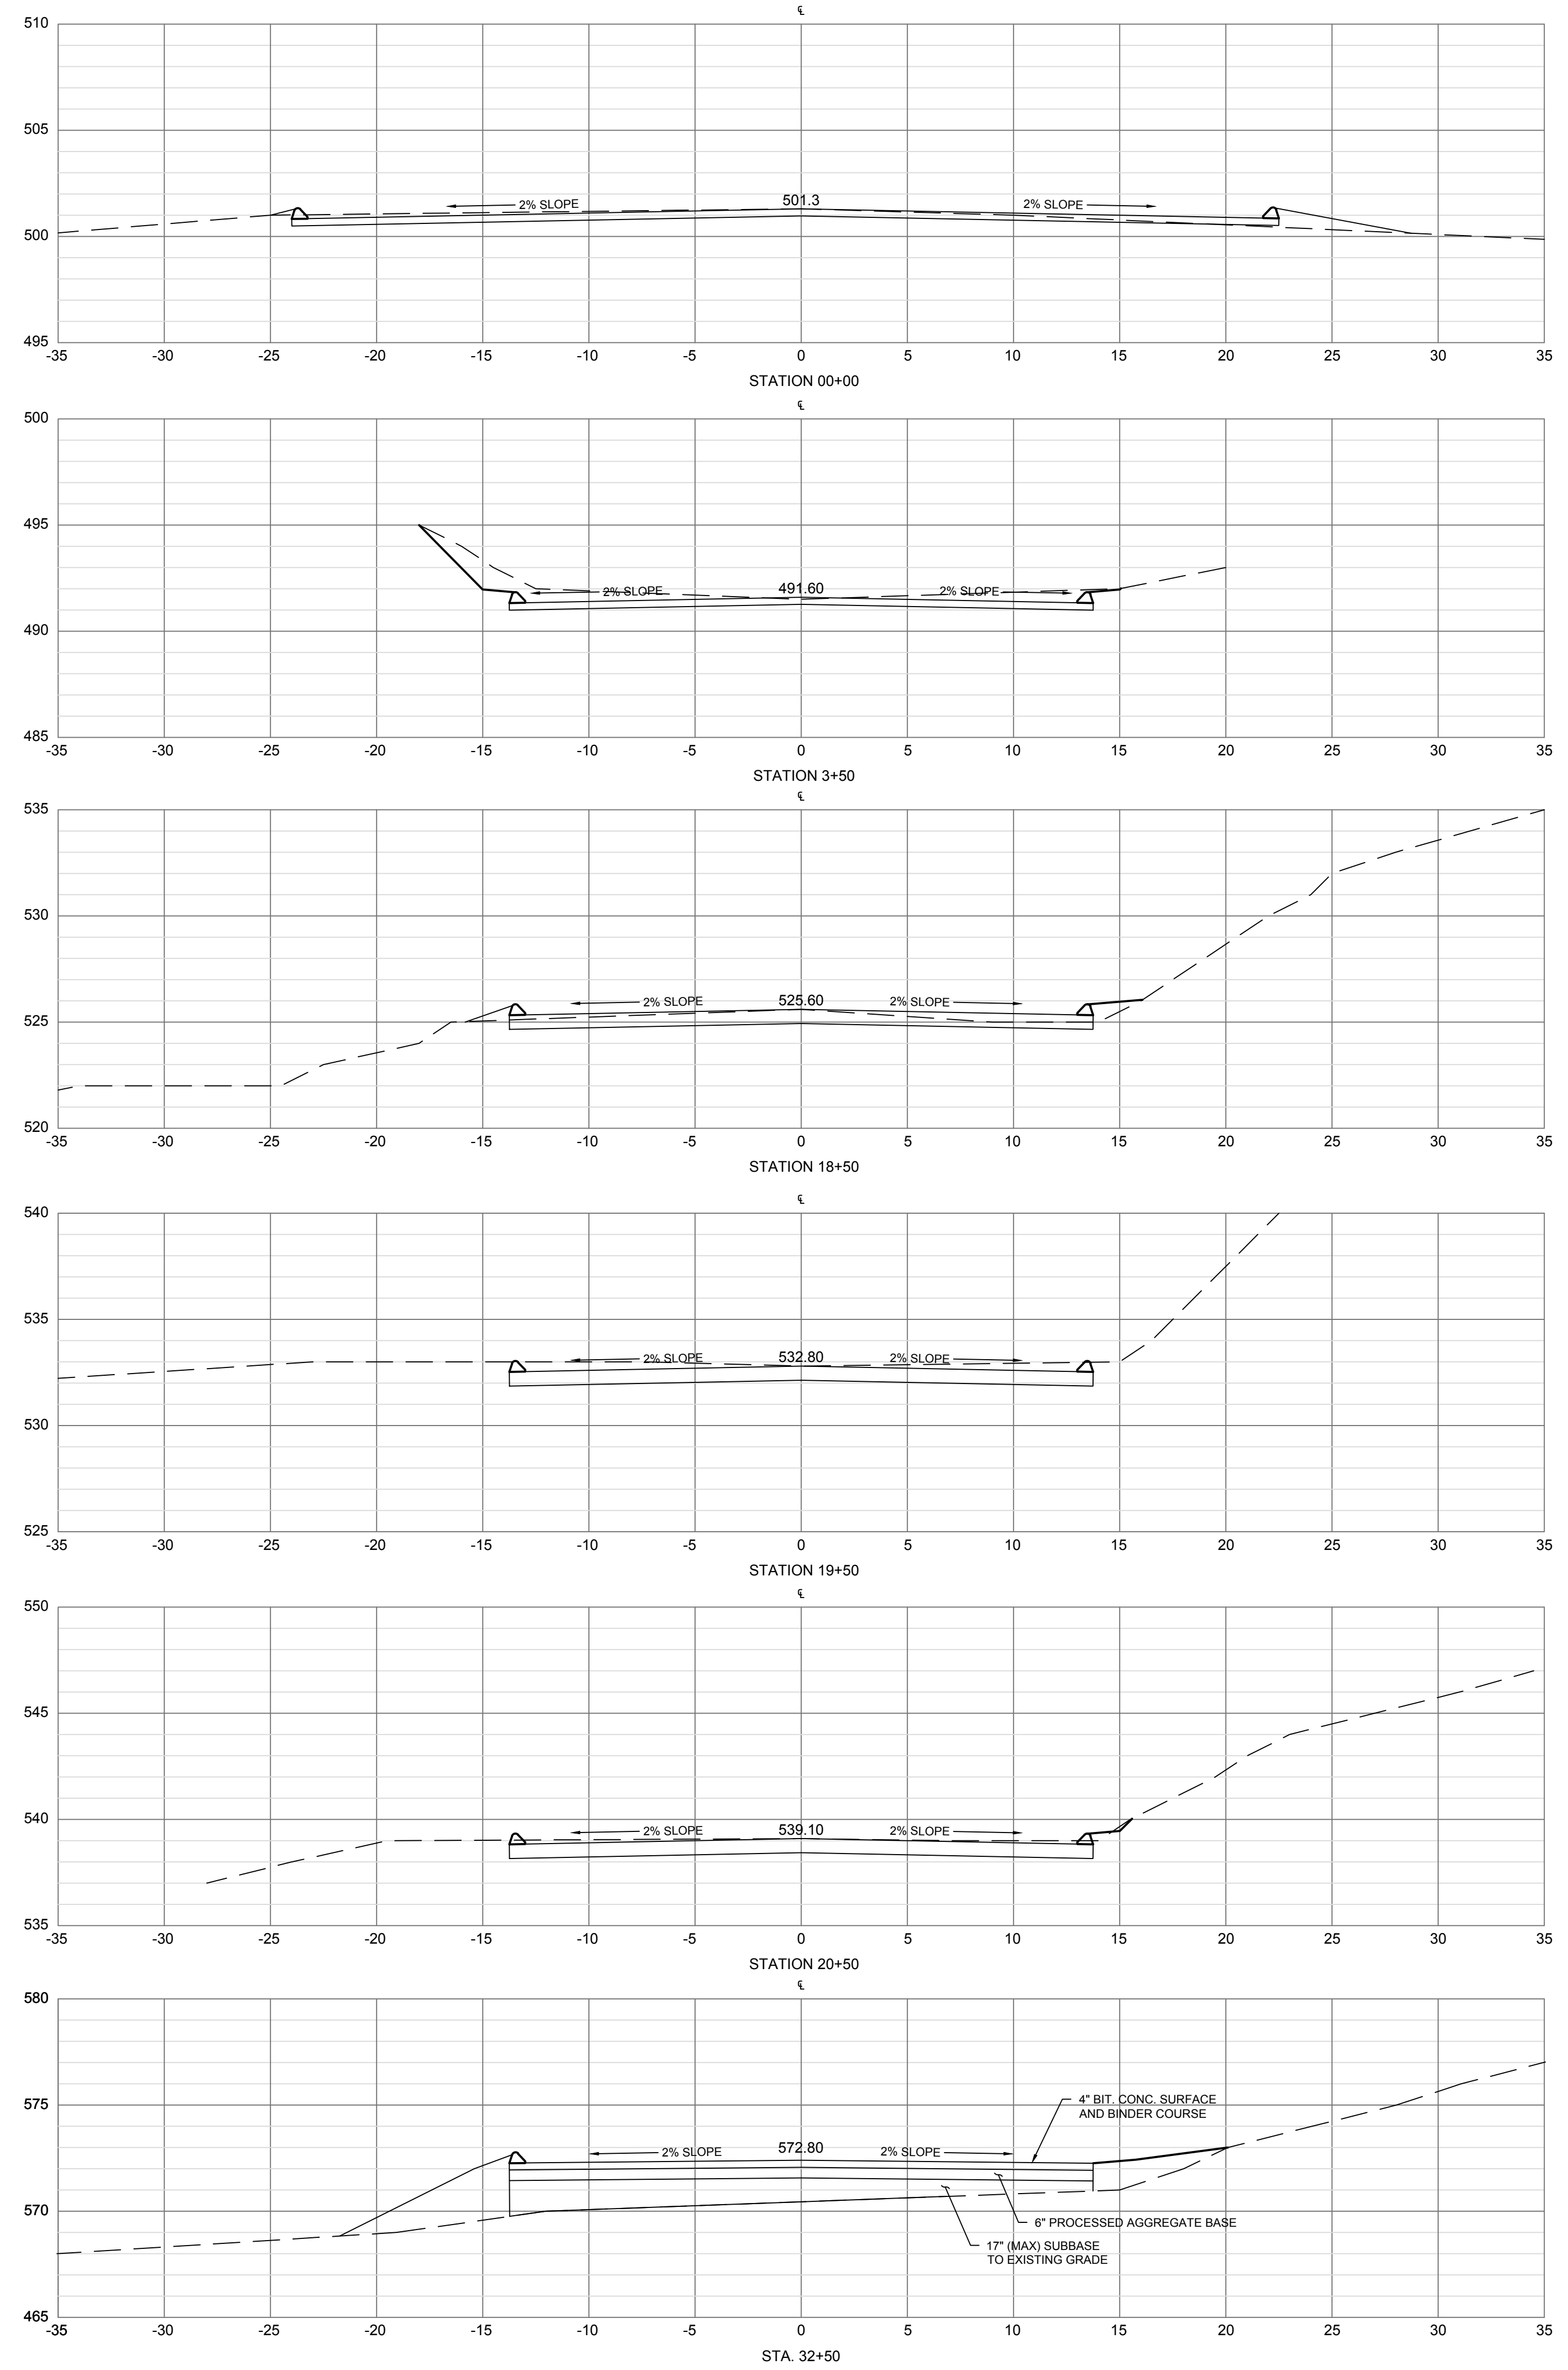 ℄
510
505
500
495
2% SLOPE 501.3 2% SLOPE
-35 -30 -25 -20 -15 -10 -5 0 5 10 15 20 25 30 35
STATION 00+00
℄
500
495
490
485
2% SLOPE 491.60 2% SLOPE
-35 -30 -25 -20 -15 -10 -5 0 5 10 15 20 25 30 35
STATION 3+50
℄
535
530
525
520
2% SLOPE 525.60 2% SLOPE
-35 -30 -25 -20 -15 -10 -5 0 5 10 15 20 25 30 35
STATION 18+50
℄
540
535
530
525
2% SLOPE 532.80 2% SLOPE
-35 -30 -25 -20 -15 -10 -5 0 5 10 15 20 25 30 35
STATION 19+50
℄
550
545
540
535
2% SLOPE 539.10 2% SLOPE
-35 -30 -25 -20 -15 -10 -5 0 5 10 15 20 25 30 35
STATION 20+50
℄
580
575
570
465
4" BIT. CONC. SURFACE
AND BINDER COURSE
2% SLOPE 572.80 2% SLOPE
6" PROCESSED AGGREGATE BASE
17" (MAX) SUBBASE
TO EXISTING GRADE
-35 -30 -25 -20 -15 -10 -5 0 5 10 15 20 25 30 35
STA. 32+50